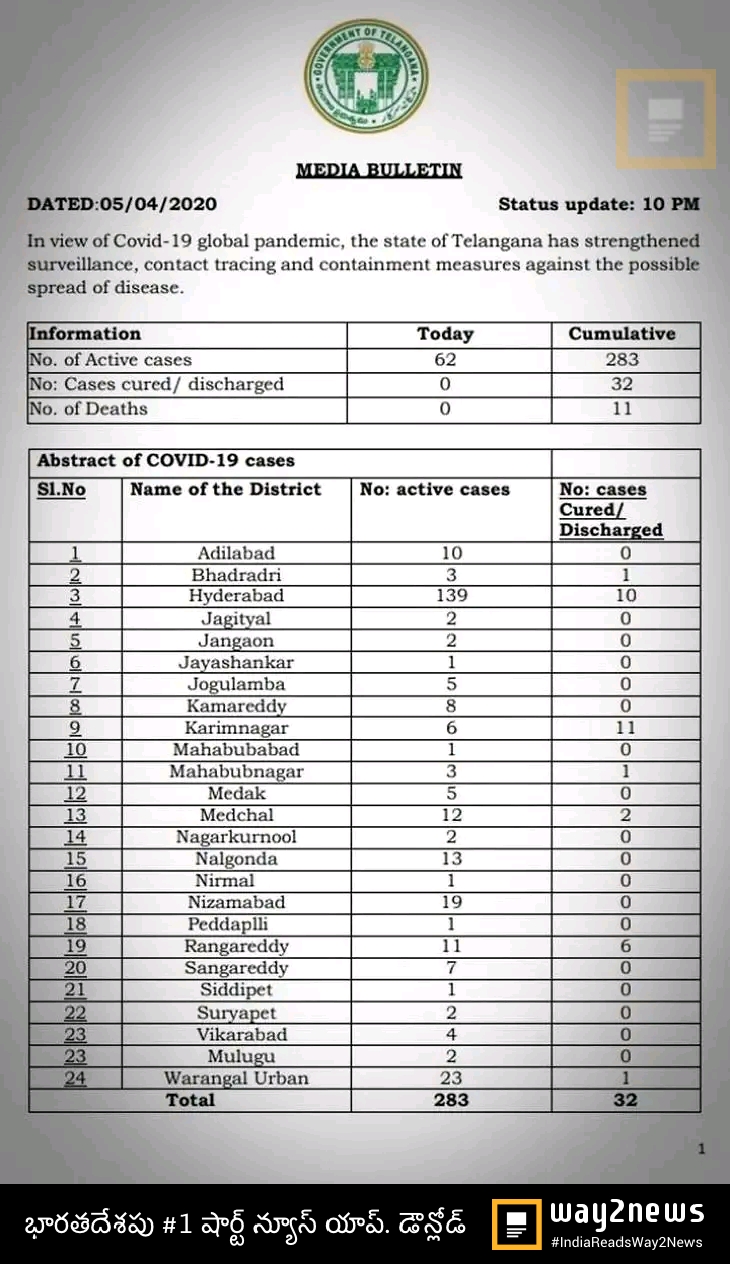 GOVERNMENT OF TELANGANA
MEDIA BULLETIN
DATED:05/04/2020 Status update: 10 PM
In view of Covid-19 global pandemic, the state of Telangana has strengthened
surveillance, contact tracing and containment measures against the possible
spread of disease.
Information Today Cumulative
No. of Active cases 62 283
No: Cases cured/ discharged 0 32
No. of Deaths 0 11
Abstract of COVID-19 cases
Sl.No Name of the District No: active cases No: cases
Cured/
Discharged
1 Adilabad 10 0
2 Bhadradri 3 1
3 Hyderabad 139 10
4 Jagityal 2 0
5 Jangaon 2 0
6 Jayashankar 1 0
7 Jogulamba 5 0
8 Kamareddy 8 0
9 Karimnagar 6 11
10 Mahabubabad 1 0
11 Mahabubnagar 3 1
12 Medak 5 0
13 Medchal 12 2
14 Nagarkurnool 2 0
15 Nalgonda 13 0
16 Nirmal 1 0
17 Nizamabad 19 0
18 Peddaplli 1 0
19 Rangareddy 11 6
20 Sangareddy 7 0
21 Siddipet 1 0
22 Suryapet 2 0
23 Vikarabad 4 0
23 Mulugu 2 0
24 Warangal Urban 23 1
Total 283 32
1
భారతదేశపు #1 షార్ట్ న్యూస్ యాప్. డౌన్లోడ్
way2news
#IndiaReadsWay2News